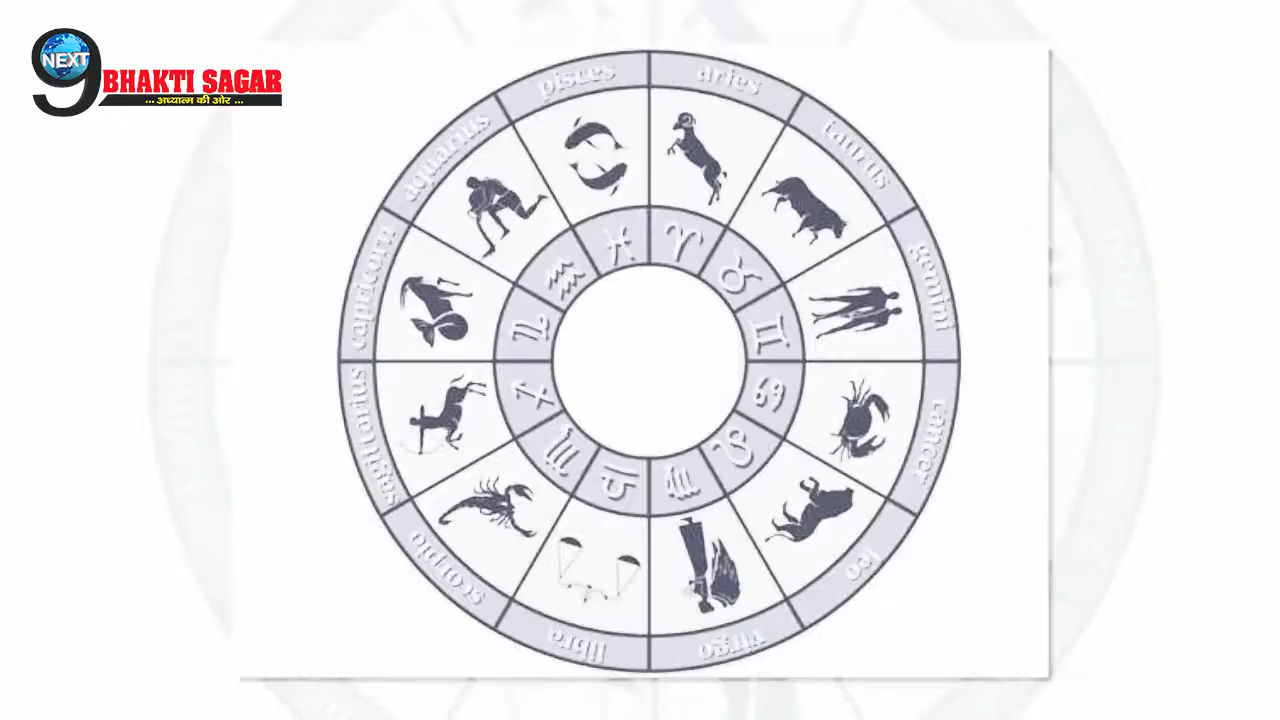 9 NEXT
BHAKTI SAGAR
... अध्यात्म की ओर ...
pisces
aries
taurus
gemini
cancer
leo
virgo
libra
scorpio
sagittarius
capricorn
aquarius